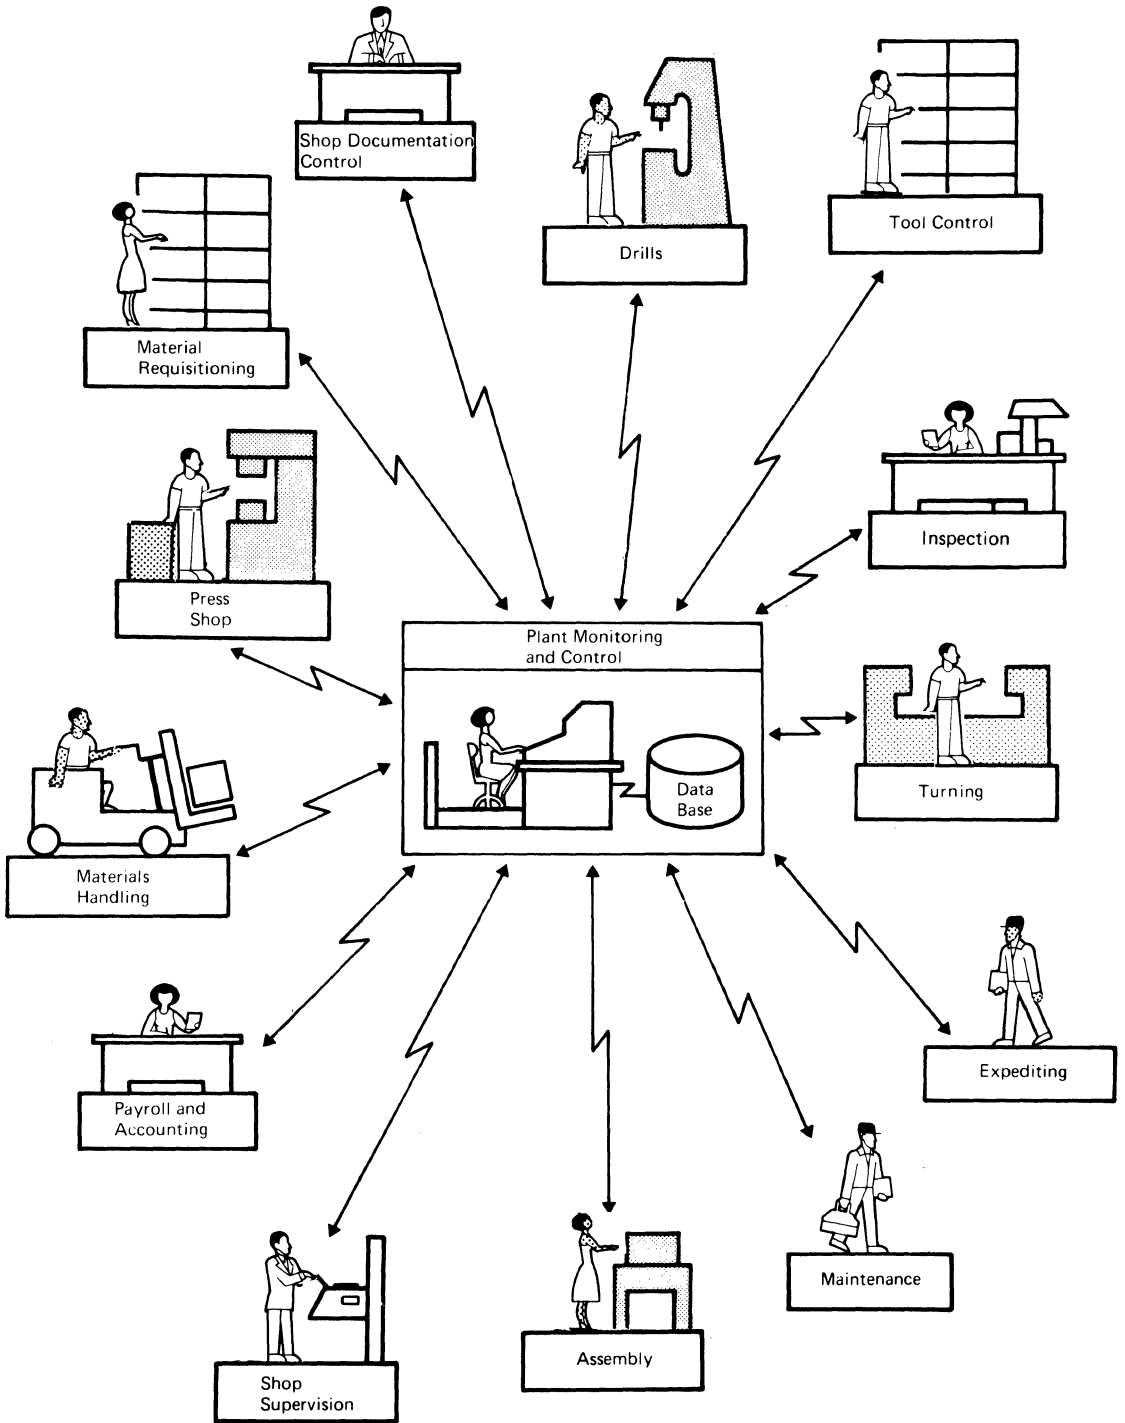 Shop Documentation
Control
Drills
Tool Control
Material
Requisitioning
Inspection
Press
Shop
Plant Monitoring
and Control
Data
Base
Turning
Materials
Handling
Expediting
Payroll and
Accounting
Maintenance
Assembly
Shop
Supervision